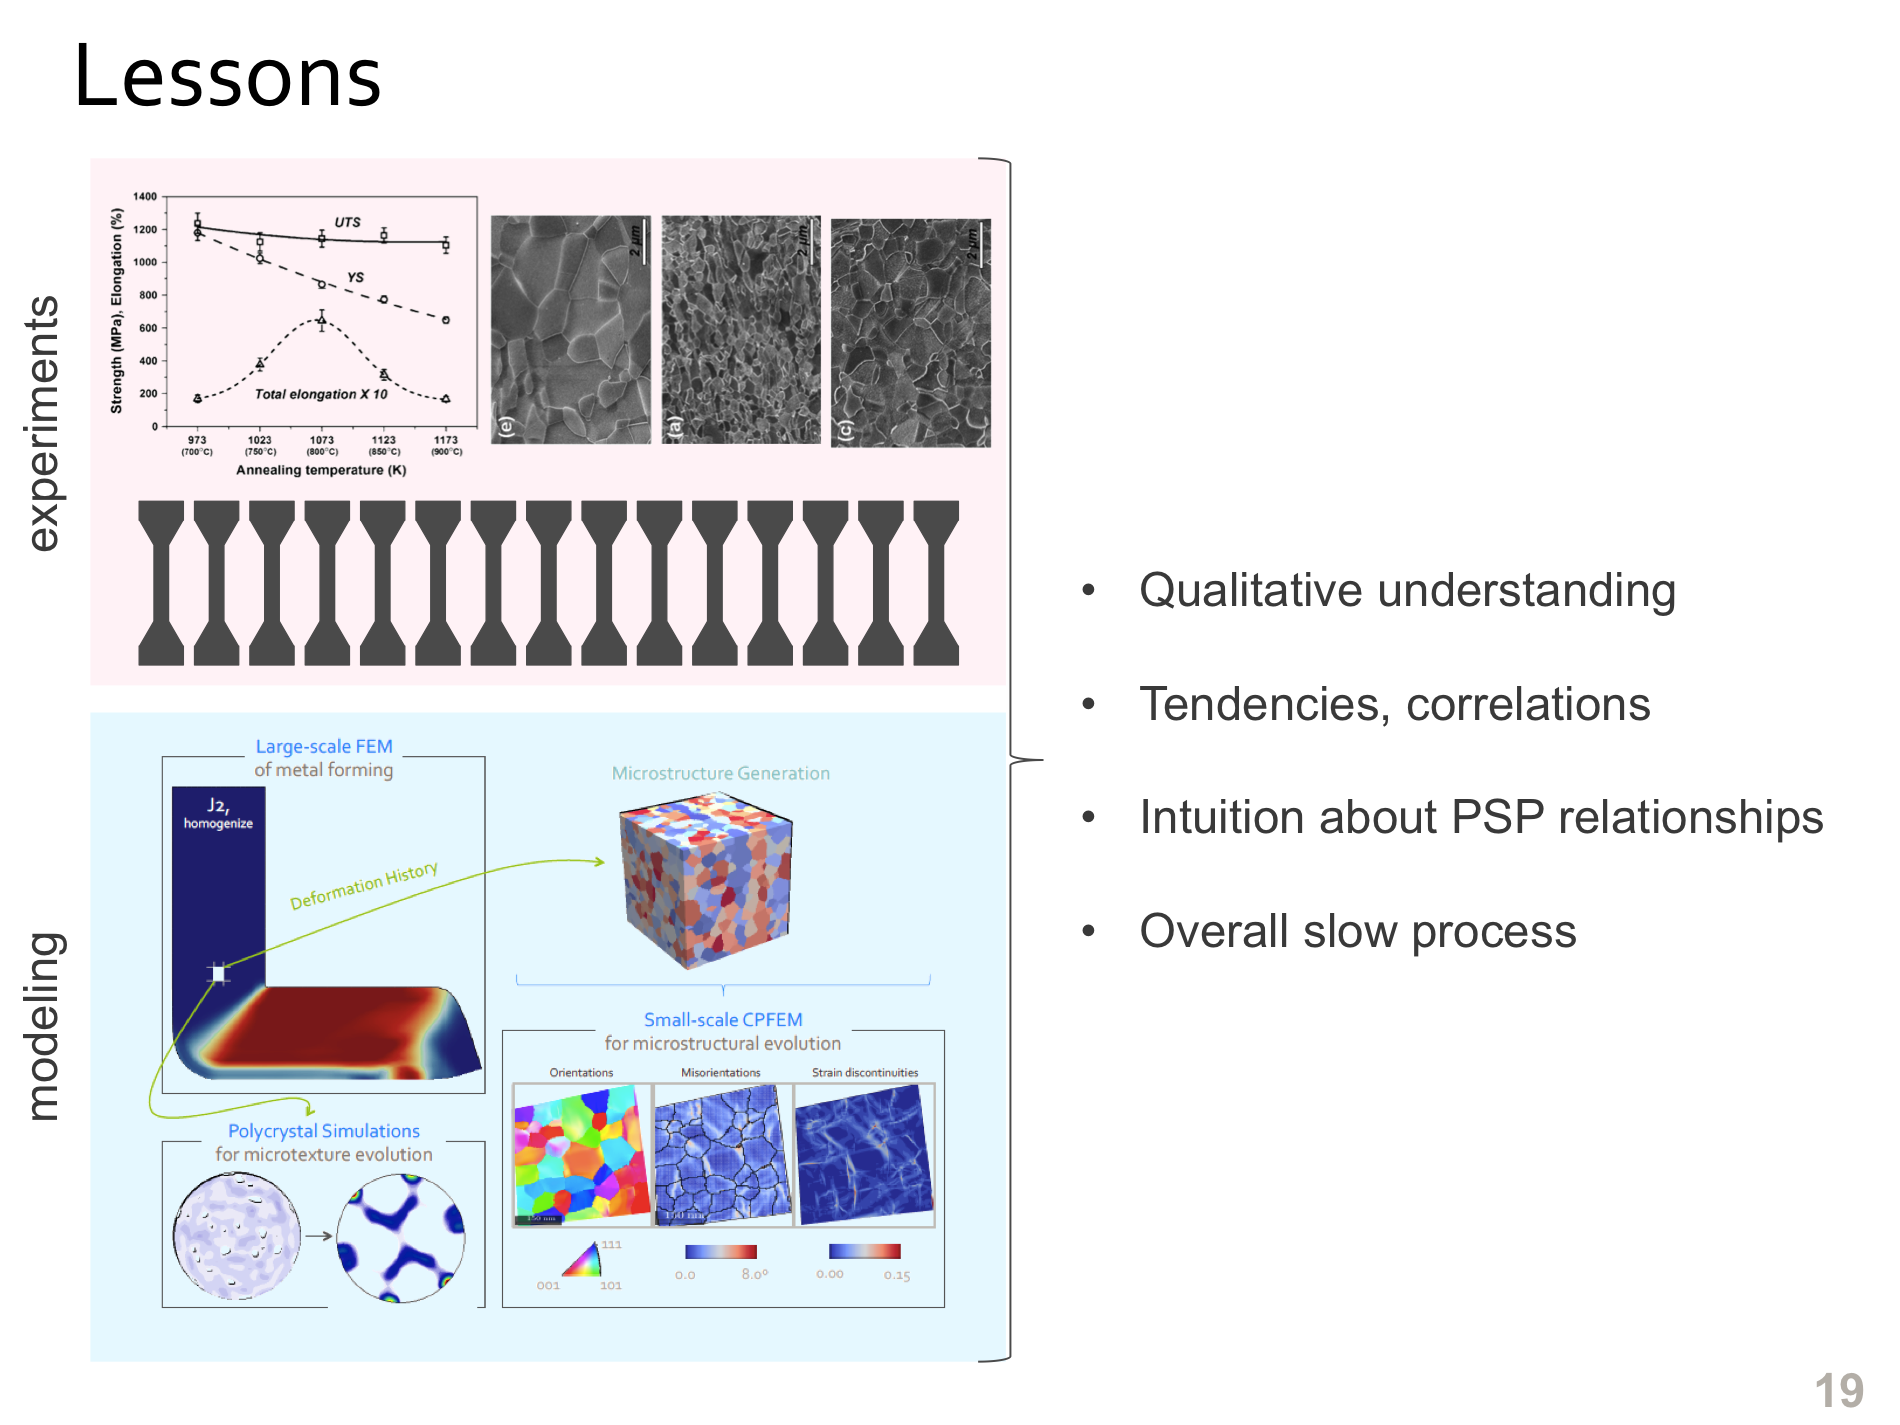 Lessons
experiments
Strength (MPa), Elongation (%)
1400
1200
1000
800
600
400
200
0
UTS
YS
Total elongation X 10
973 1023 1073 1123 1173
(700°C) (750°C) (800°C) (850°C) (900°C)
Annealing temperature (K)
2 µm
(e)
2 µm
(a)
2 µm
(c)
modeling
Large-scale FEM
of metal forming
J2,
homogenize
Deformation History
Microstructure Generation
Polycrystal Simulations
for microtexture evolution
Small-scale CPFEM
for microstructural evolution
Orientations Misorientations Strain discontinuities
150 nm
150 nm
111
001 101
0.0 8.0°
0.00 0.15
• Qualitative understanding
• Tendencies, correlations
• Intuition about PSP relationships
• Overall slow process
19